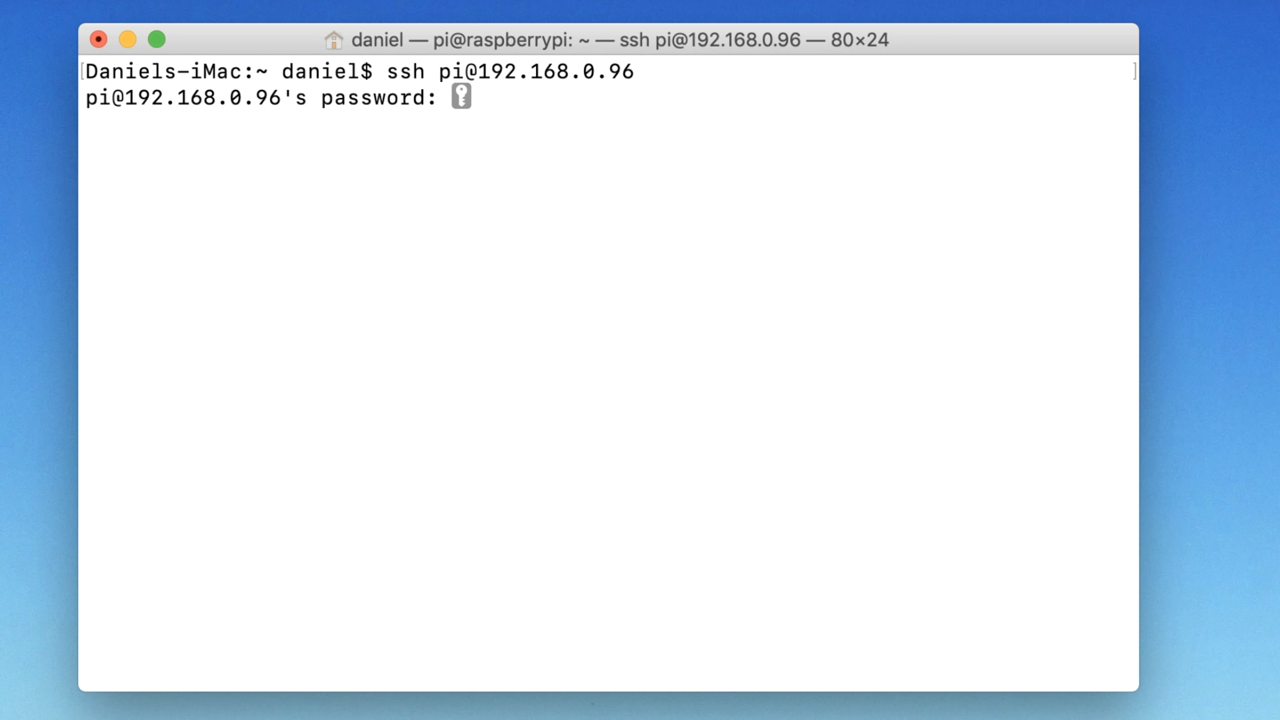 daniel — pi@raspberrypi: ~ — ssh pi@192.168.0.96 — 80×24
[Daniels-iMac:~ daniel$ ssh pi@192.168.0.96 ]
pi@192.168.0.96's password: